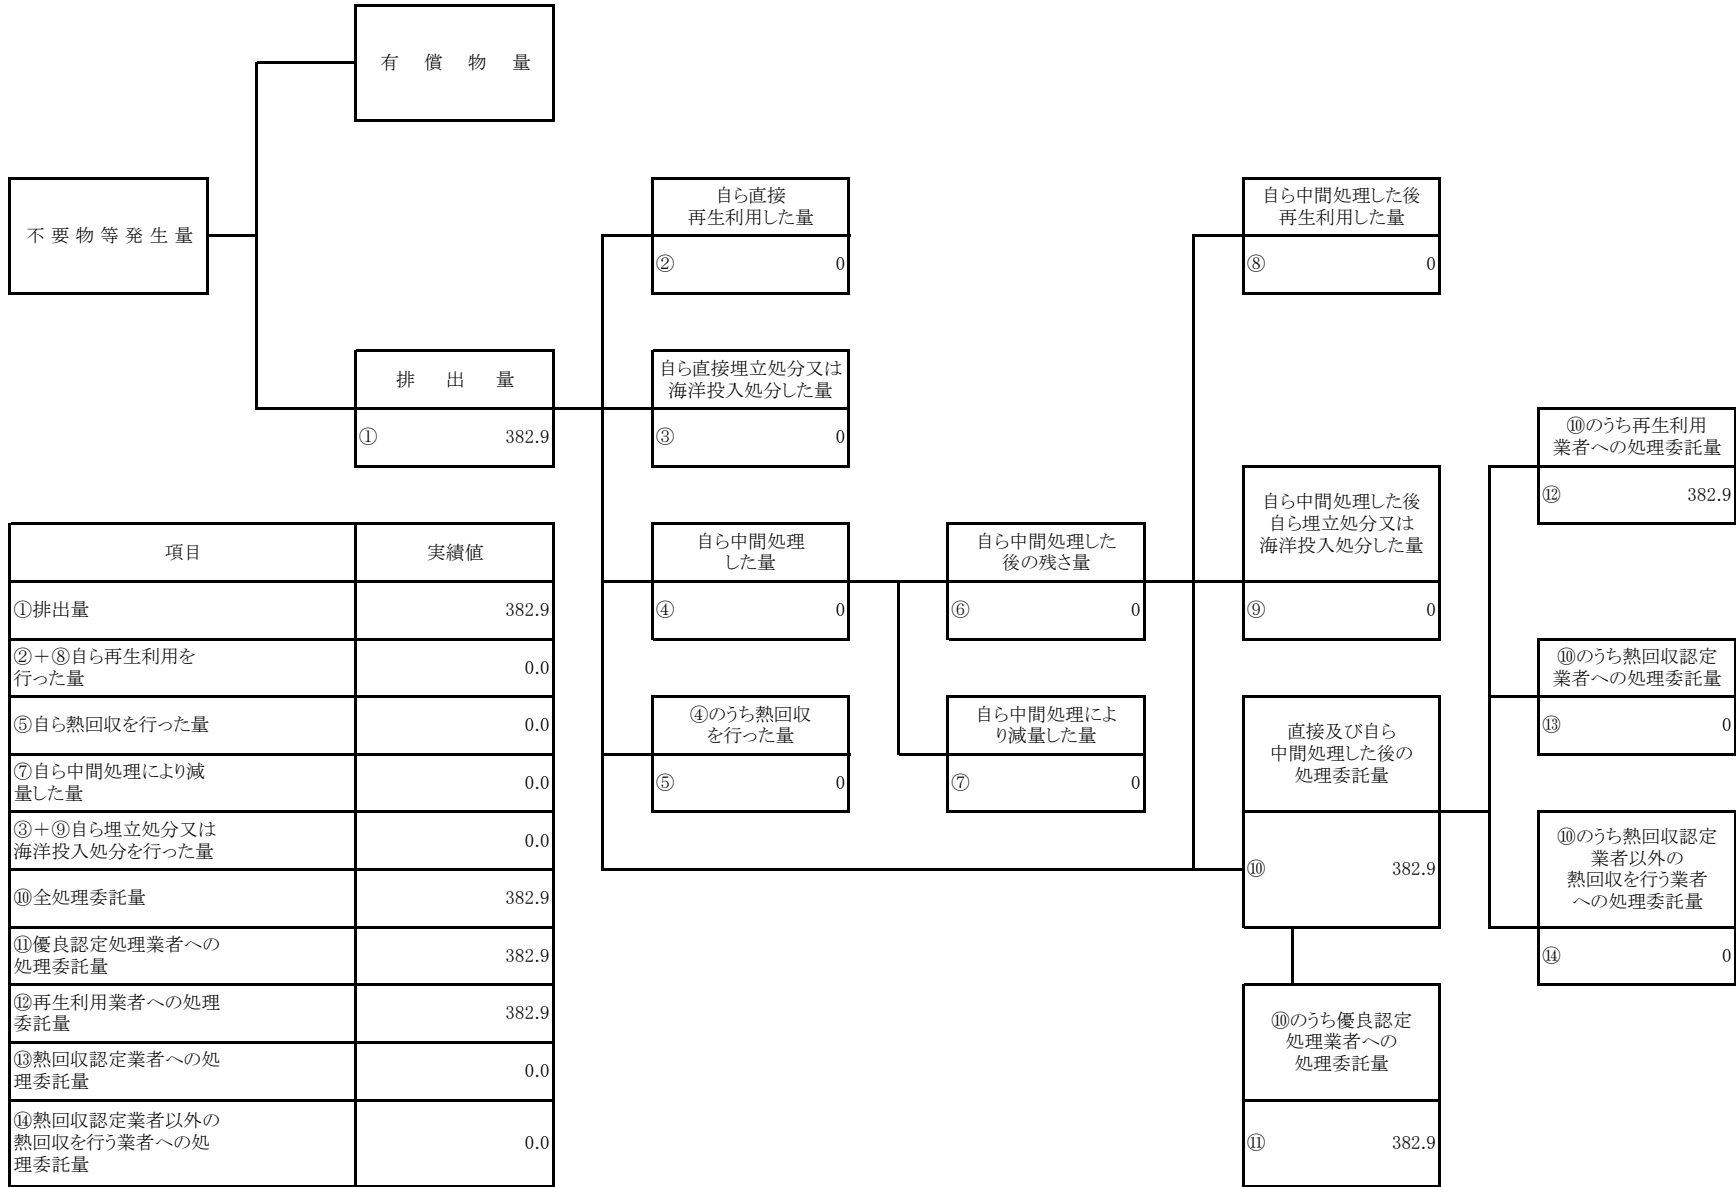 有 償 物 量
不 要 物 等 発 生 量
排 出 量
① 382.9
自ら直接
再生利用した量
② 0
自ら直接埋立処分又は
海洋投入処分した量
③ 0
自ら中間処理
した量
④ 0
④のうち熱回収
を行った量
⑤ 0
自ら中間処理した
後の残さ量
⑥ 0
自ら中間処理によ
り減量した量
⑦ 0
自ら中間処理した後
再生利用した量
⑧ 0
自ら中間処理した後
自ら埋立処分又は
海洋投入処分した量
⑨ 0
直接及び自ら
中間処理した後の
処理委託量
⑩ 382.9
⑩のうち優良認定
処理業者への
処理委託量
⑪ 382.9
⑩のうち再生利用
業者への処理委託量
⑫ 382.9
⑩のうち熱回収認定
業者への処理委託量
⑬ 0
⑩のうち熱回収認定
業者以外の
熱回収を行う業者
への処理委託量
⑭ 0
項目 実績値
①排出量 382.9
②＋⑧自ら再生利用を
行った量 0.0
⑤自ら熱回収を行った量 0.0
⑦自ら中間処理により減
量した量 0.0
③＋⑨自ら埋立処分又は
海洋投入処分を行った量 0.0
⑩全処理委託量 382.9
⑪優良認定処理業者への
処理委託量 382.9
⑫再生利用業者への処理
委託量 382.9
⑬熱回収認定業者への処
理委託量 0.0
⑭熱回収認定業者以外の
熱回収を行う業者への処
理委託量 0.0